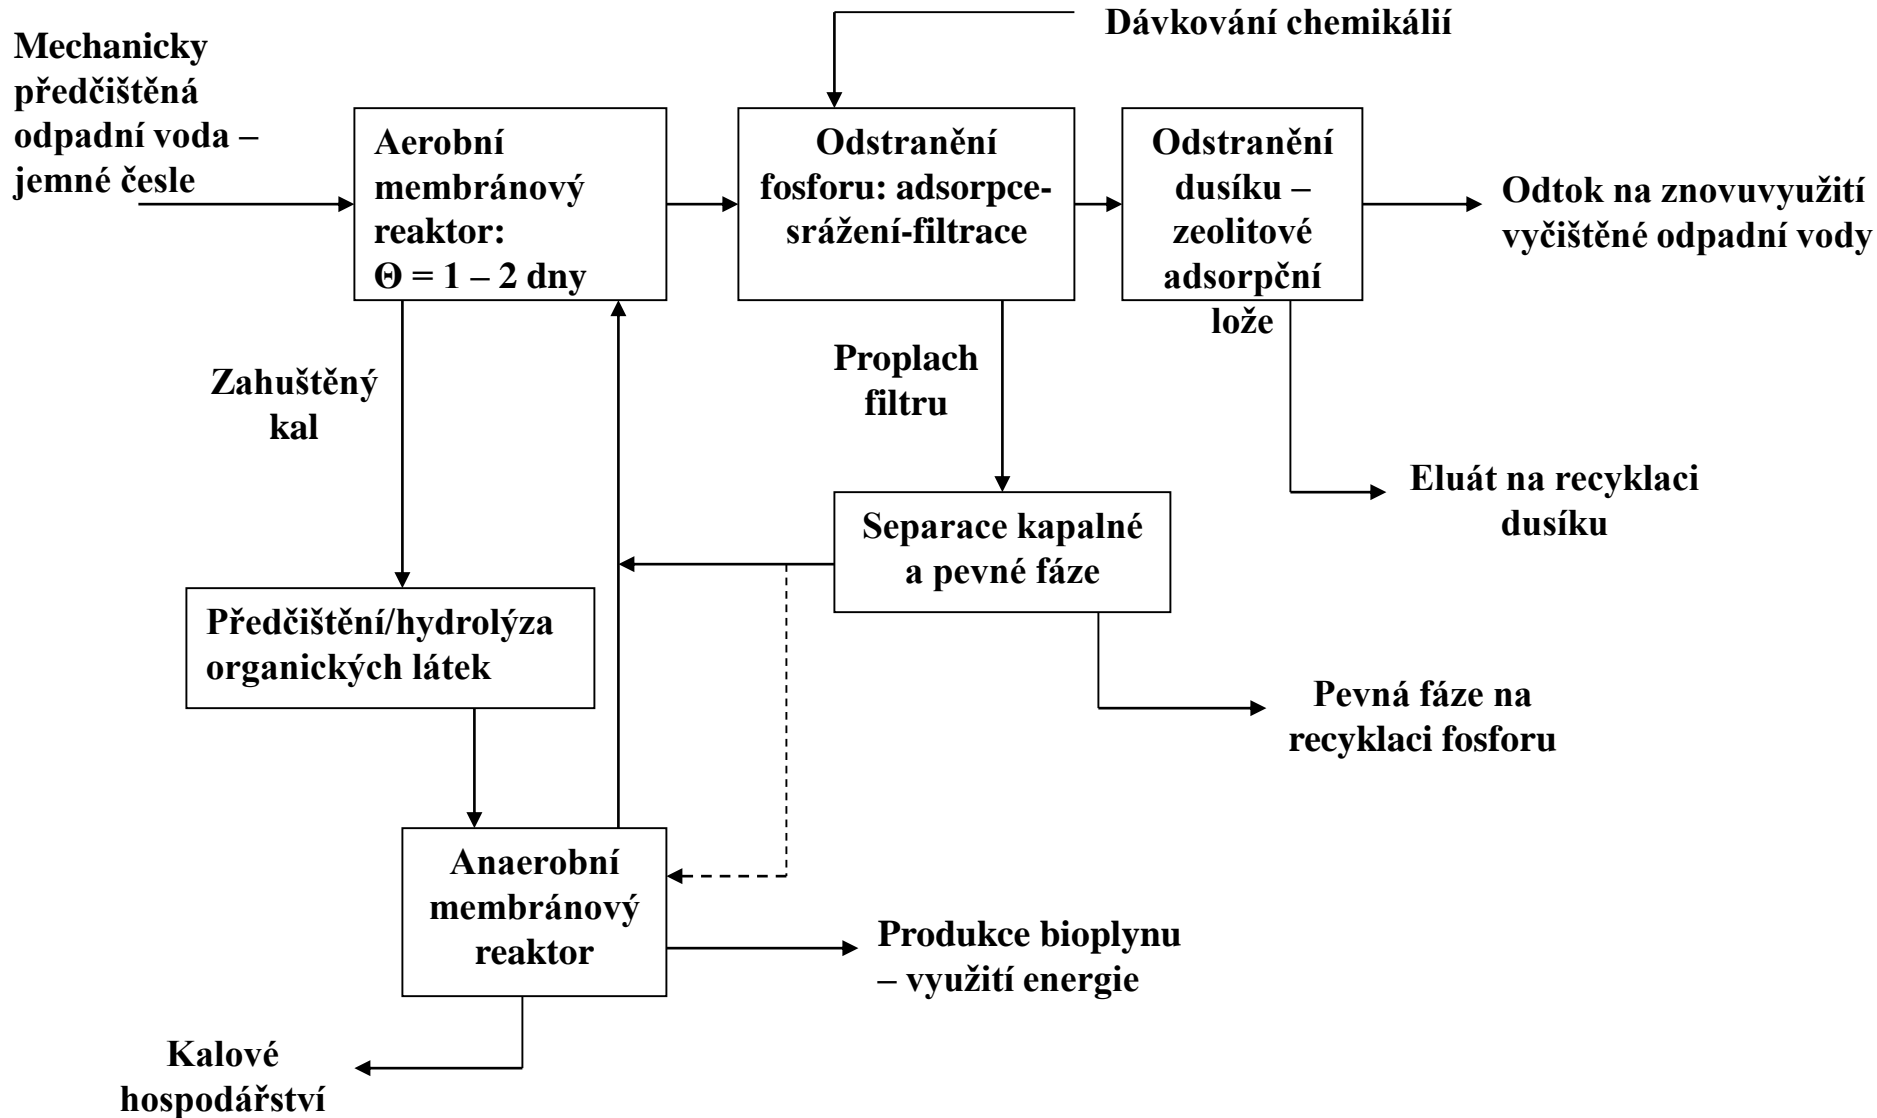 Dávkování chemikálií
Mechanicky
předčištěná
odpadní voda –
jemné česle
Aerobní
membránový
reaktor:
Θ = 1 – 2 dny
Odstranění
fosforu: adsorpce-
srážení-filtrace
Odstranění
dusíku –
zeolitové
adsorpční
lože
Odtok na znovuvyužití
vyčištěné odpadní vody
Zahuštěný
kal
Proplach
filtru
Eluát na recyklaci
dusíku
Separace kapalné
a pevné fáze
Předčištění/hydrolýza
organických látek
Pevná fáze na
recyklaci fosforu
Anaerobní
membránový
reaktor
Produkce bioplynu
– využití energie
Kalové
hospodářství